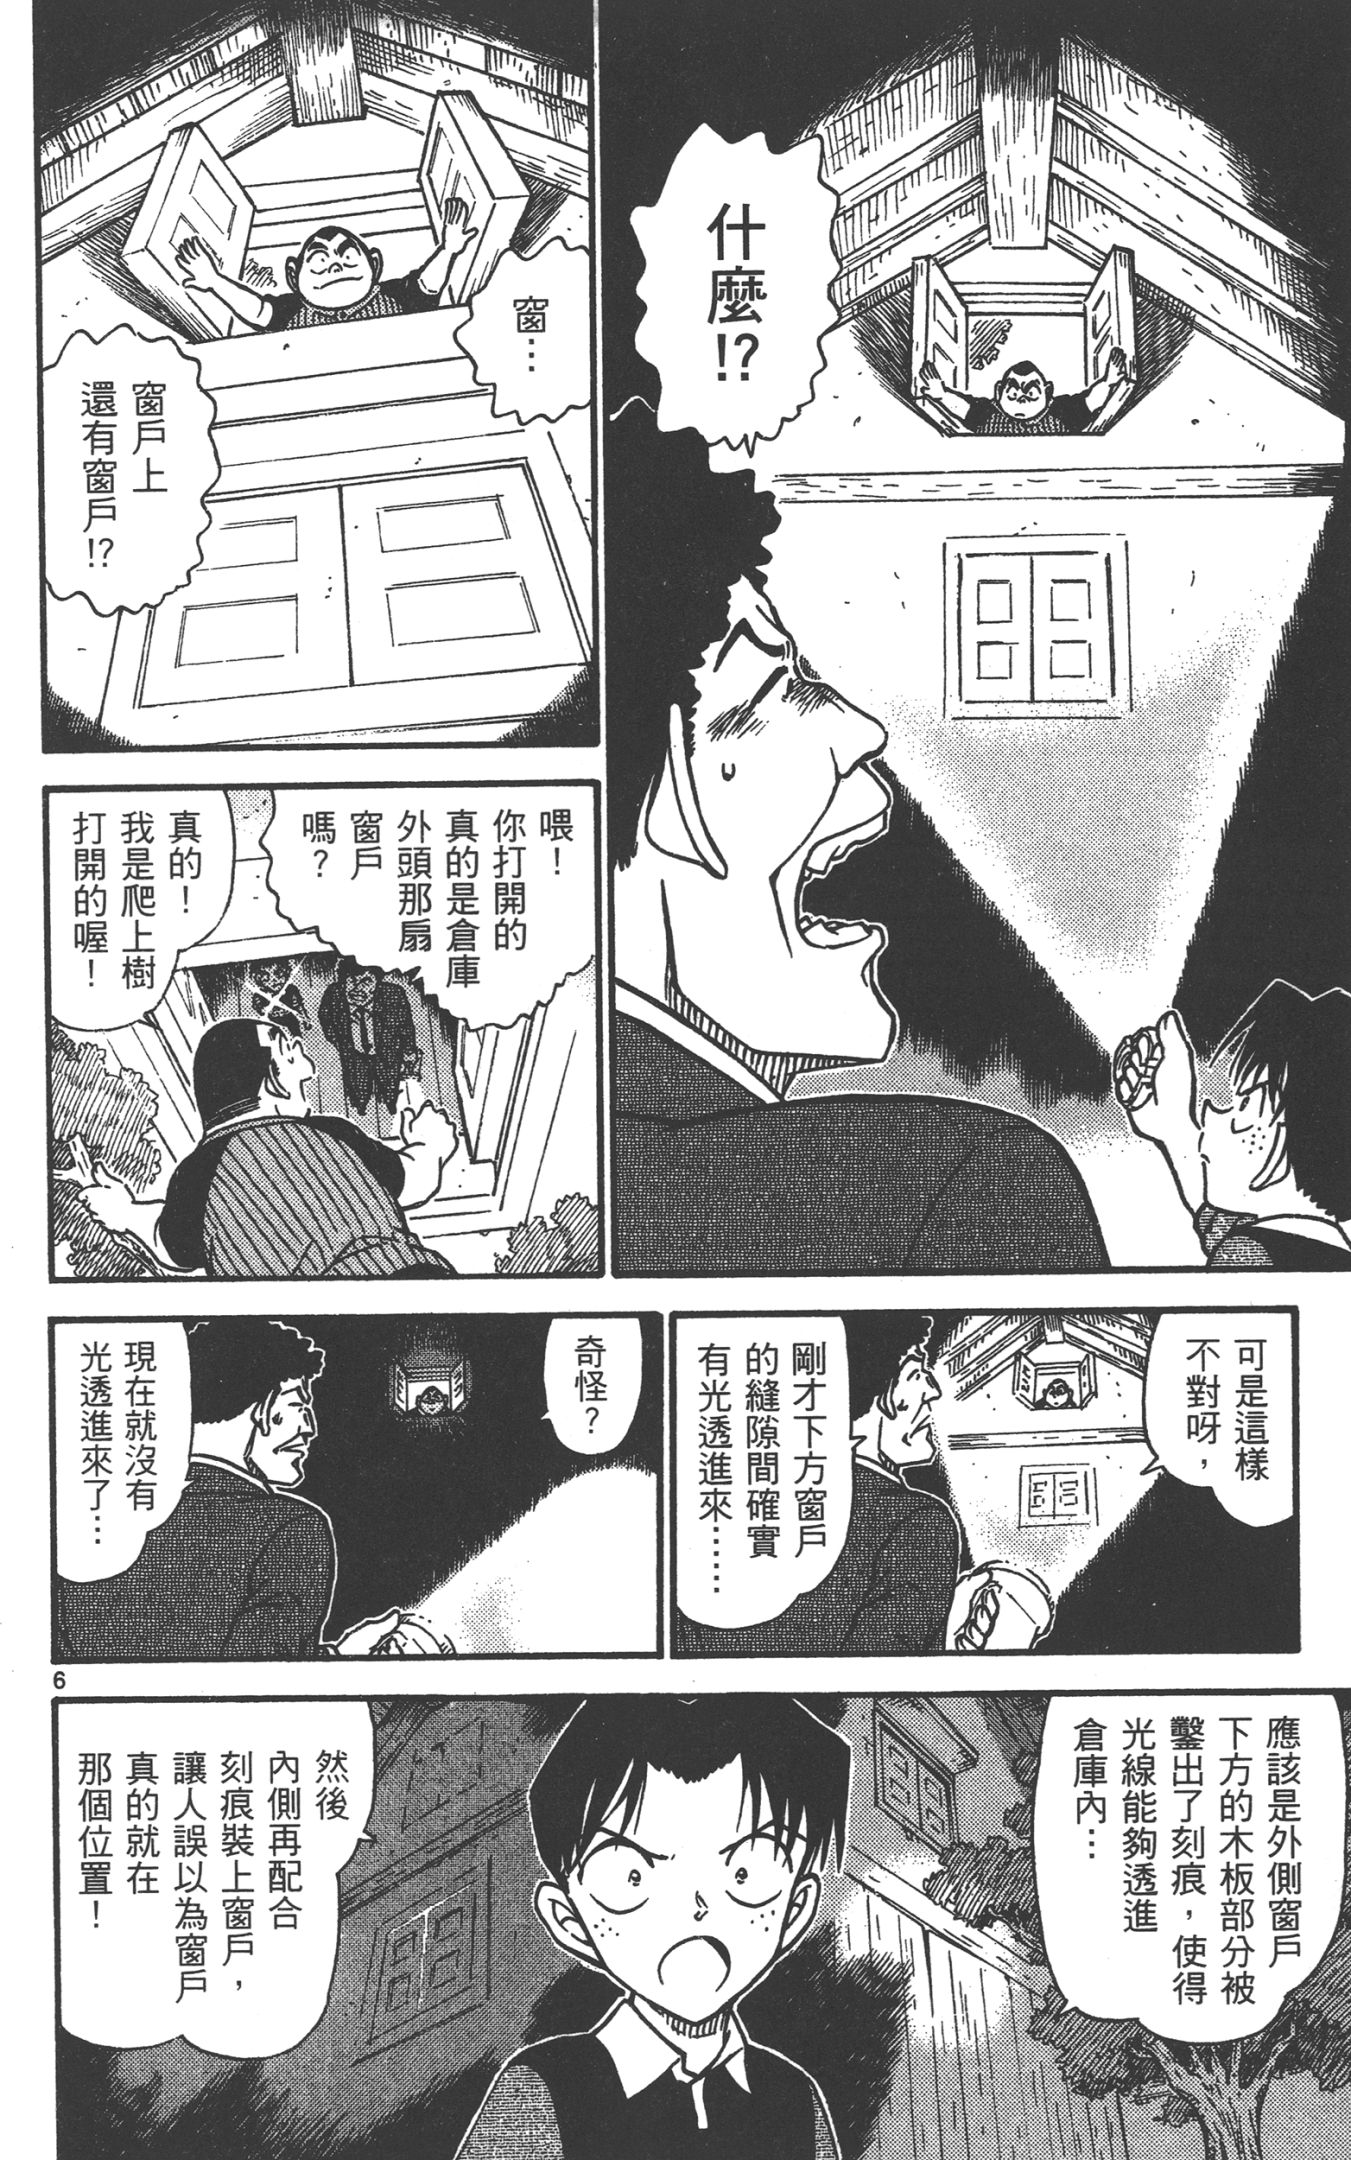 什麼!?
窗…
窗戶上
還有窗戶!?
喂！
你打開的
真的是倉庫
外頭那扇
窗戶
嗎？
真的！
我是爬上樹
打開的喔！
可是這樣
不對呀，
剛才下方窗戶
的縫隙間確實
有光透進來……
奇怪？
現在就沒有
光透進來了…
應該是外側窗戶
下方的木板部分被
鑿出了刻痕，使得
光線能夠透進
倉庫內…
然後
內側再配合
刻痕裝上窗戶，
讓人誤以為窗戶
真的就在
那個位置！
6